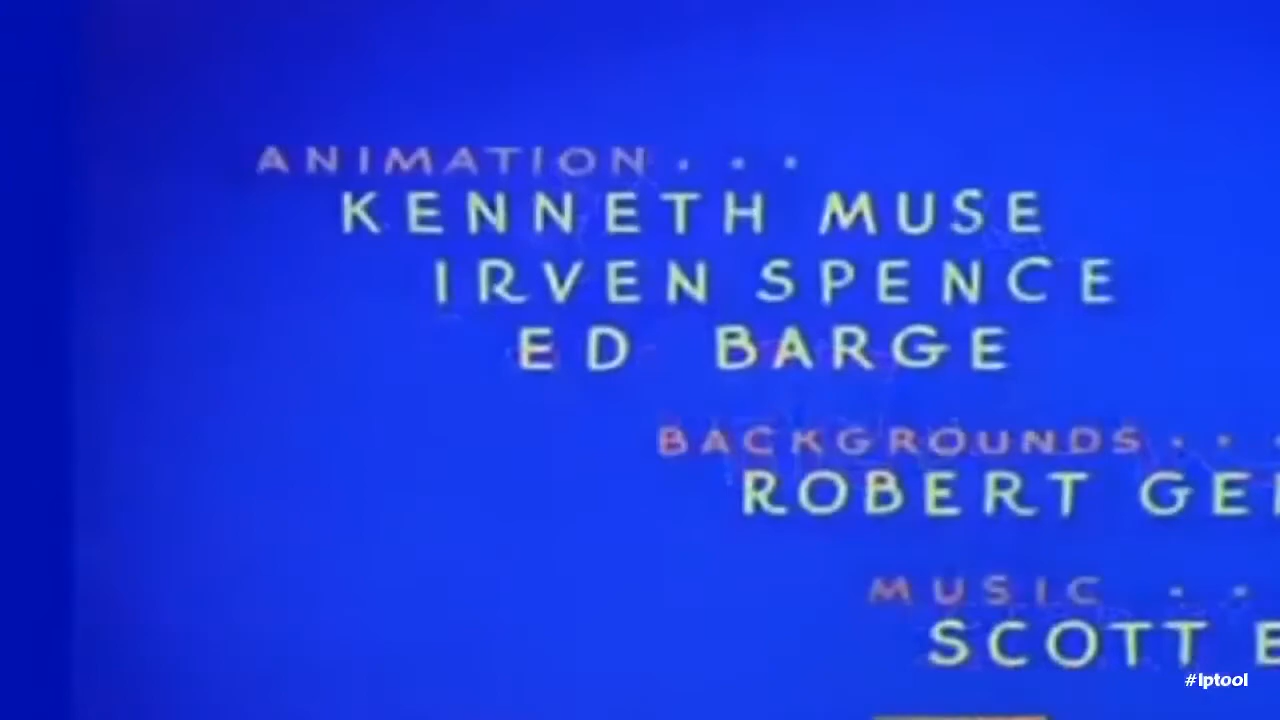 ANIMATION . . .
KENNETH MUSE
IRVEN SPENCE
ED BARGE
BACKGROUNDS . . .
ROBERT
MUSIC . .
SCOTT
#lptool